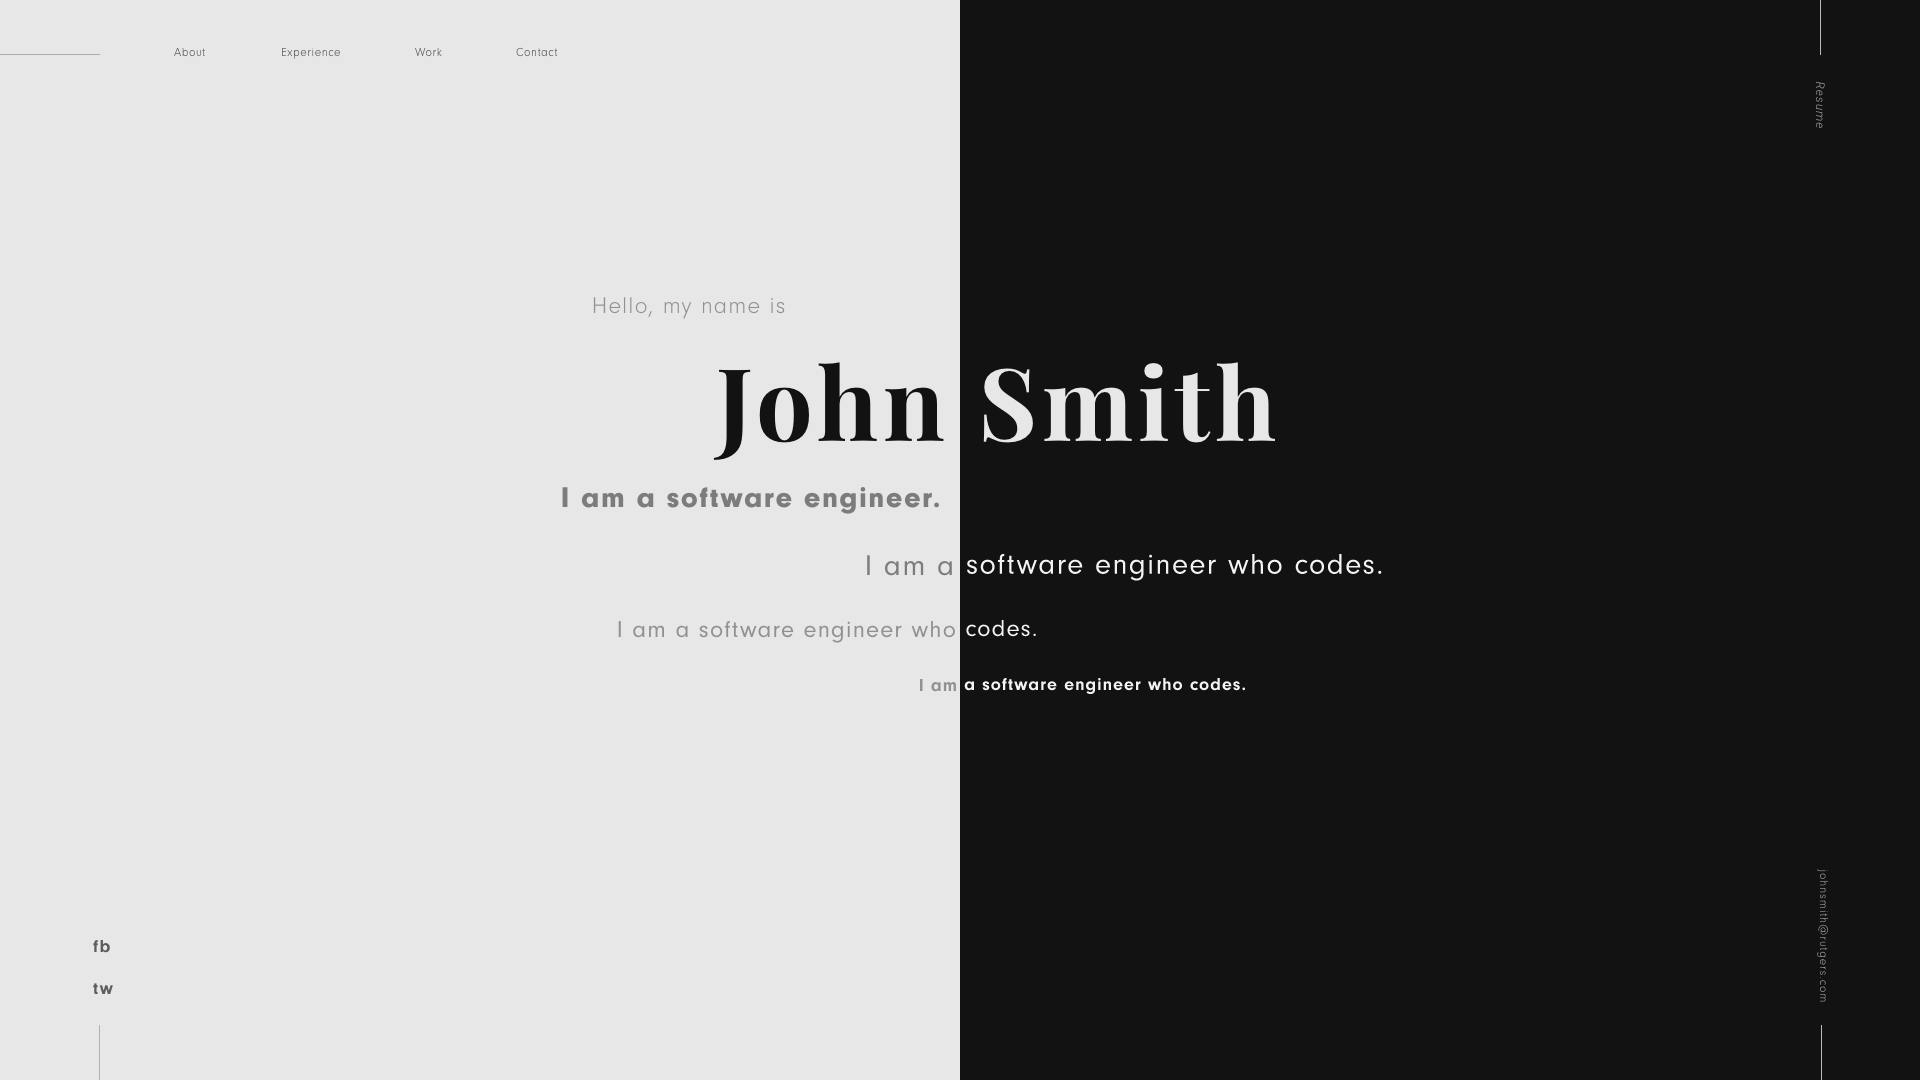 About Experience Work Contact
Resume
Hello, my name is
John Smith
I am a software engineer.
I am a software engineer who codes.
I am a software engineer who codes.
I am a software engineer who codes.
fb
tw
johnsmith@rutgers.com